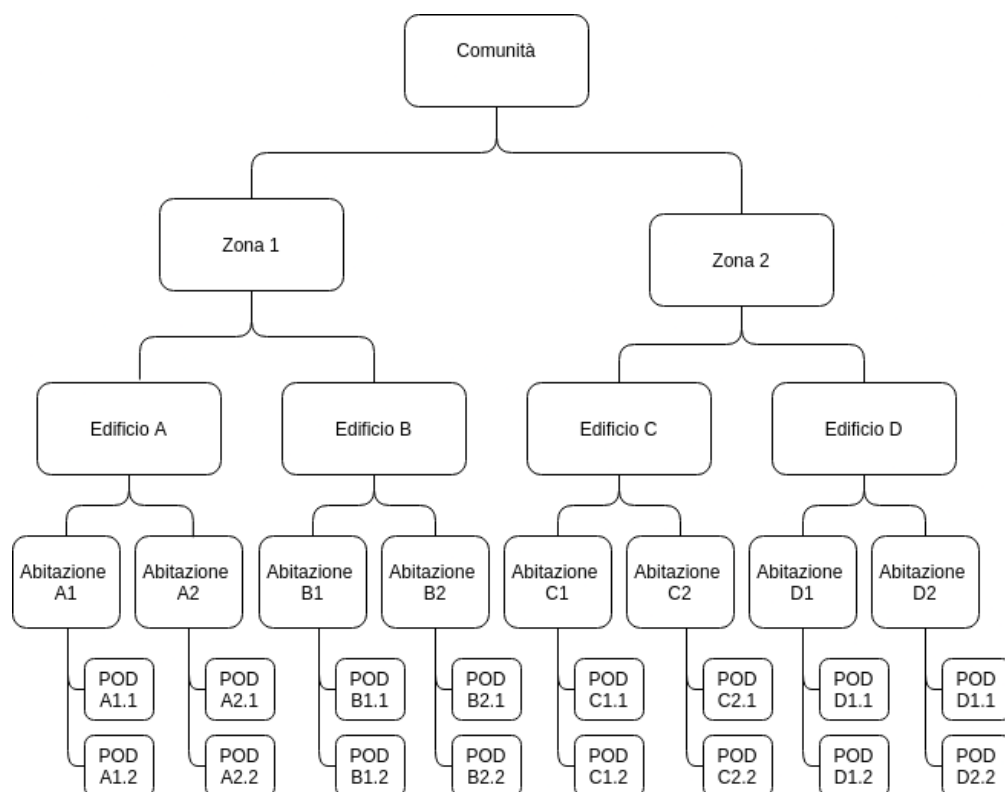 Comunità
Zona 1
Zona 2
Edificio A
Edificio B
Edificio C
Edificio D
Abitazione
A1
Abitazione
A2
Abitazione
B1
Abitazione
B2
Abitazione
C1
Abitazione
C2
Abitazione
D1
Abitazione
D2
POD
A1.1
POD
A2.1
POD
B1.1
POD
B2.1
POD
C1.1
POD
C2.1
POD
D1.1
POD
D1.1
POD
A1.2
POD
A2.2
POD
B1.2
POD
B2.2
POD
C1.2
POD
C2.2
POD
D1.2
POD
D2.2